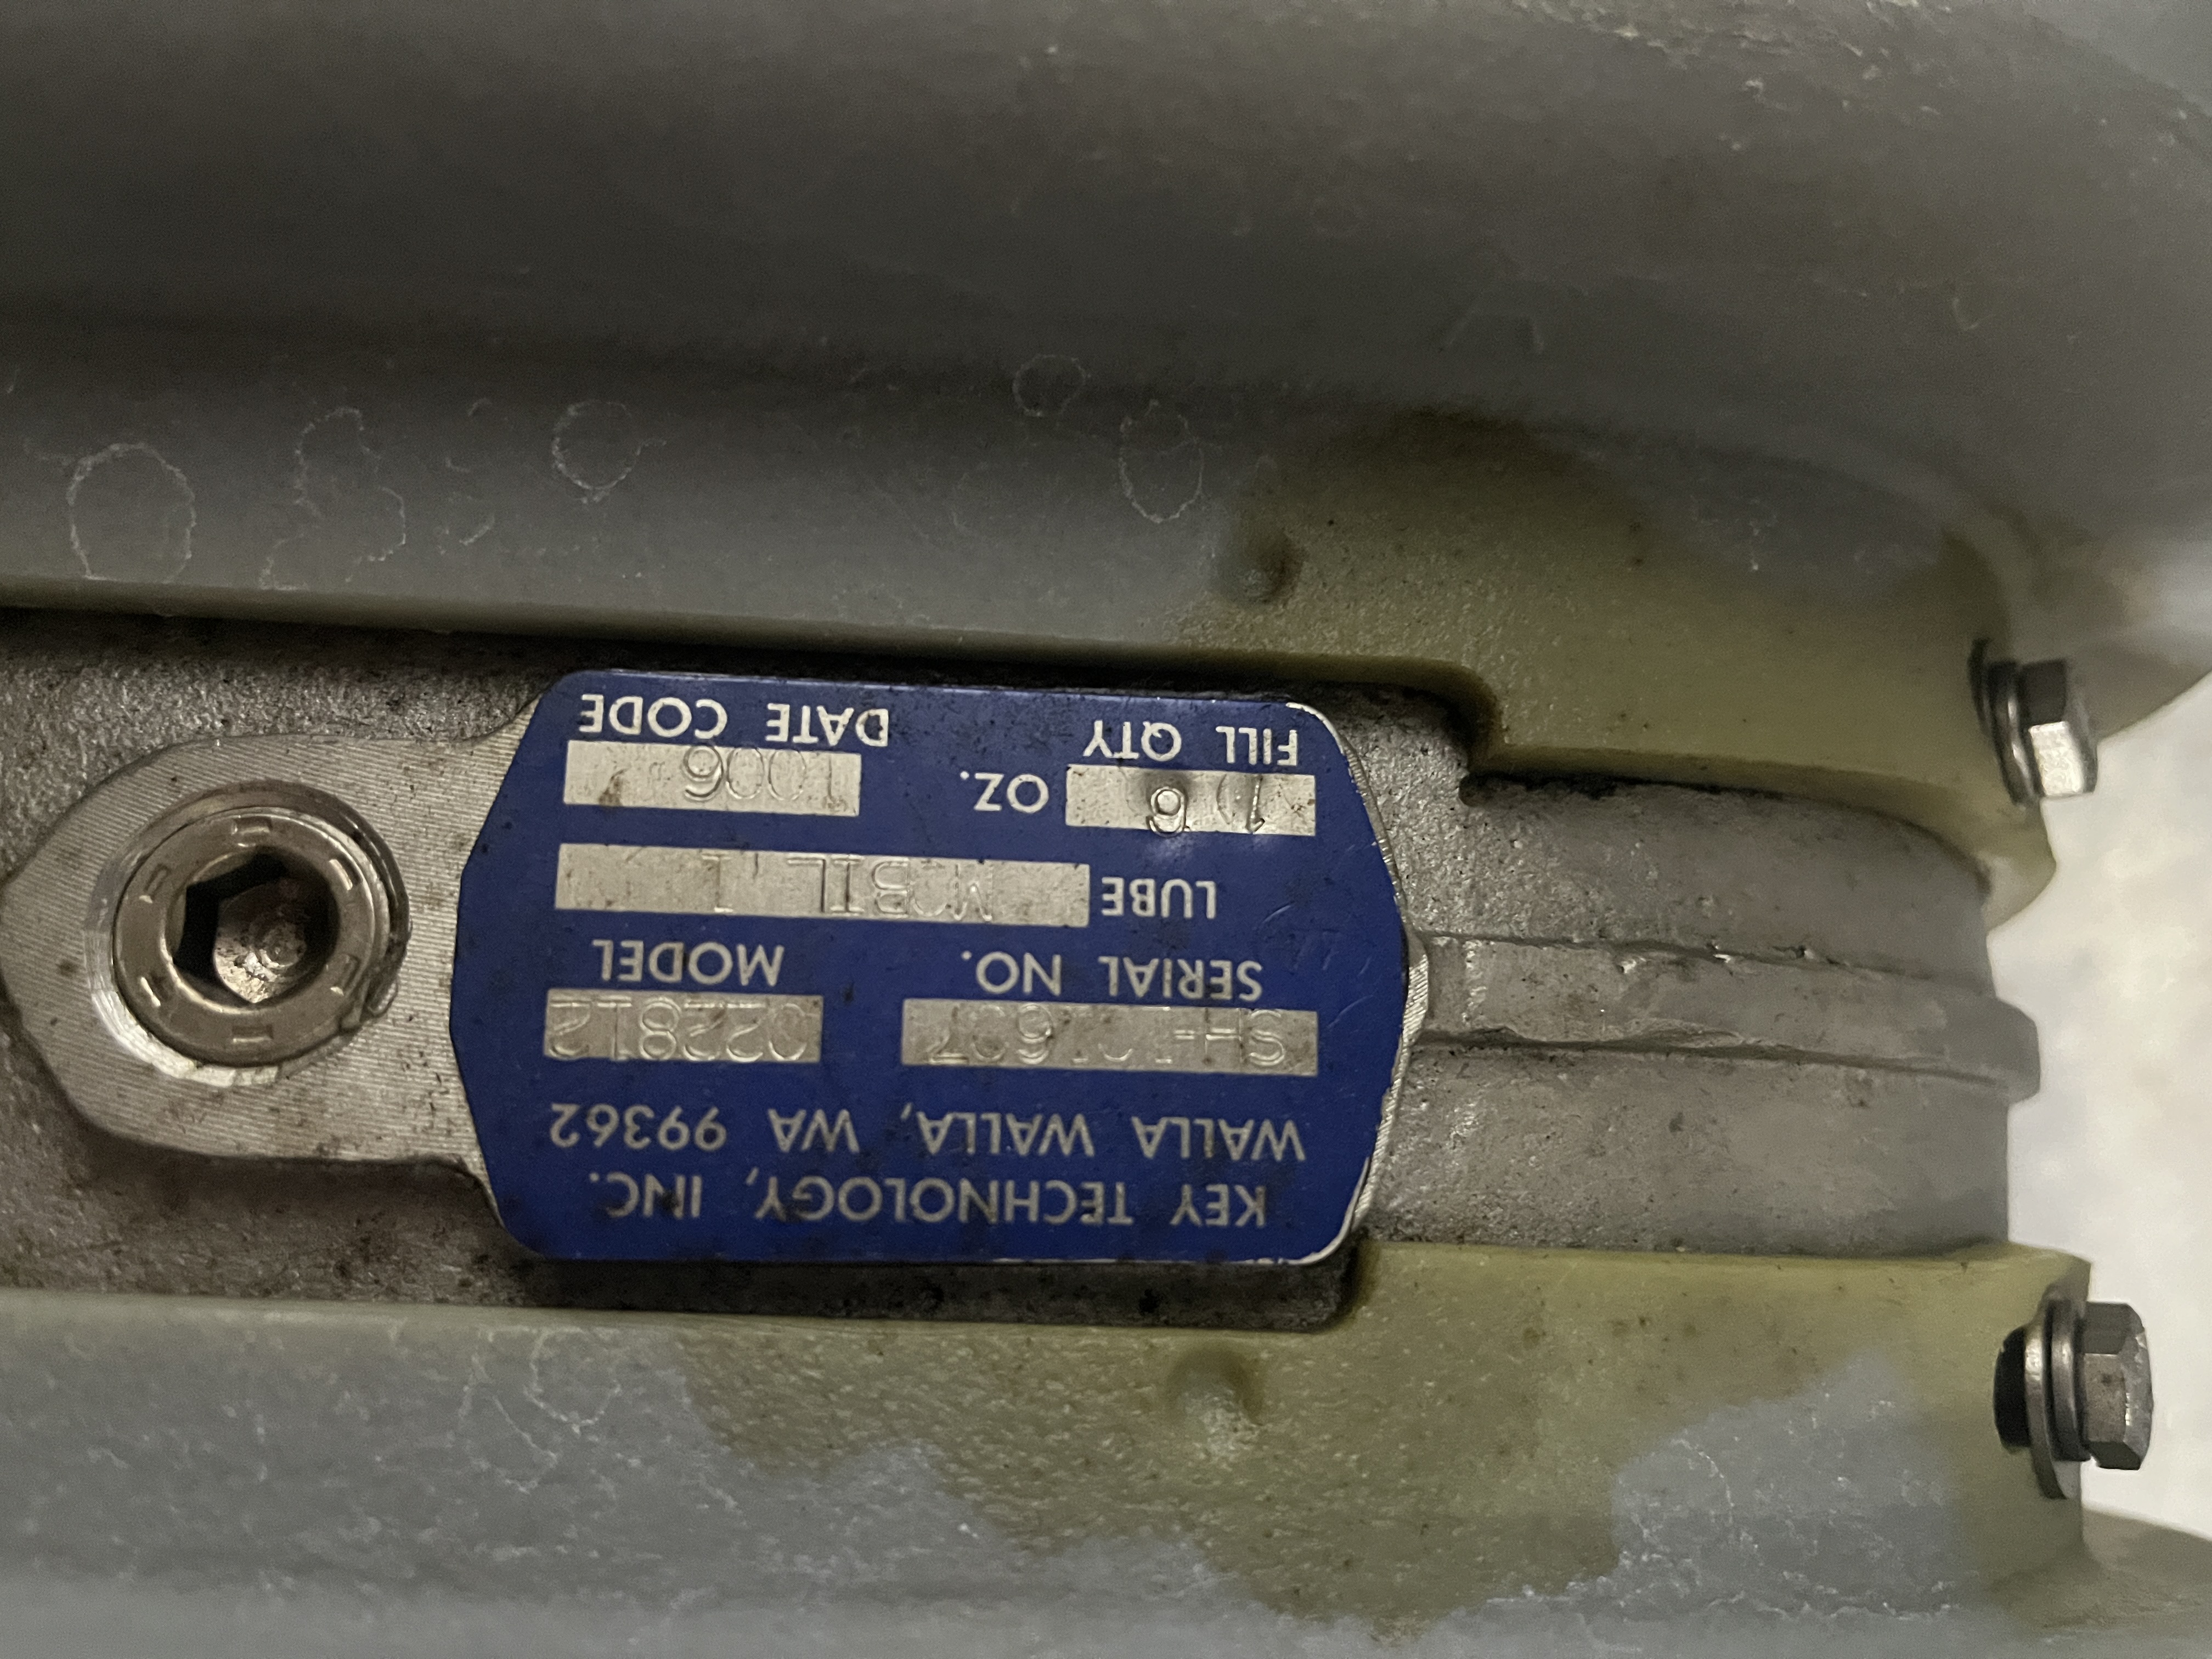 KEY TECHNOLOGY, INC.
WALLA WALLA, WA 99362
022812
SERIAL NO. MODEL
LUBE MOBIL 1
OZ. 1006
FILL QTY DATE CODE